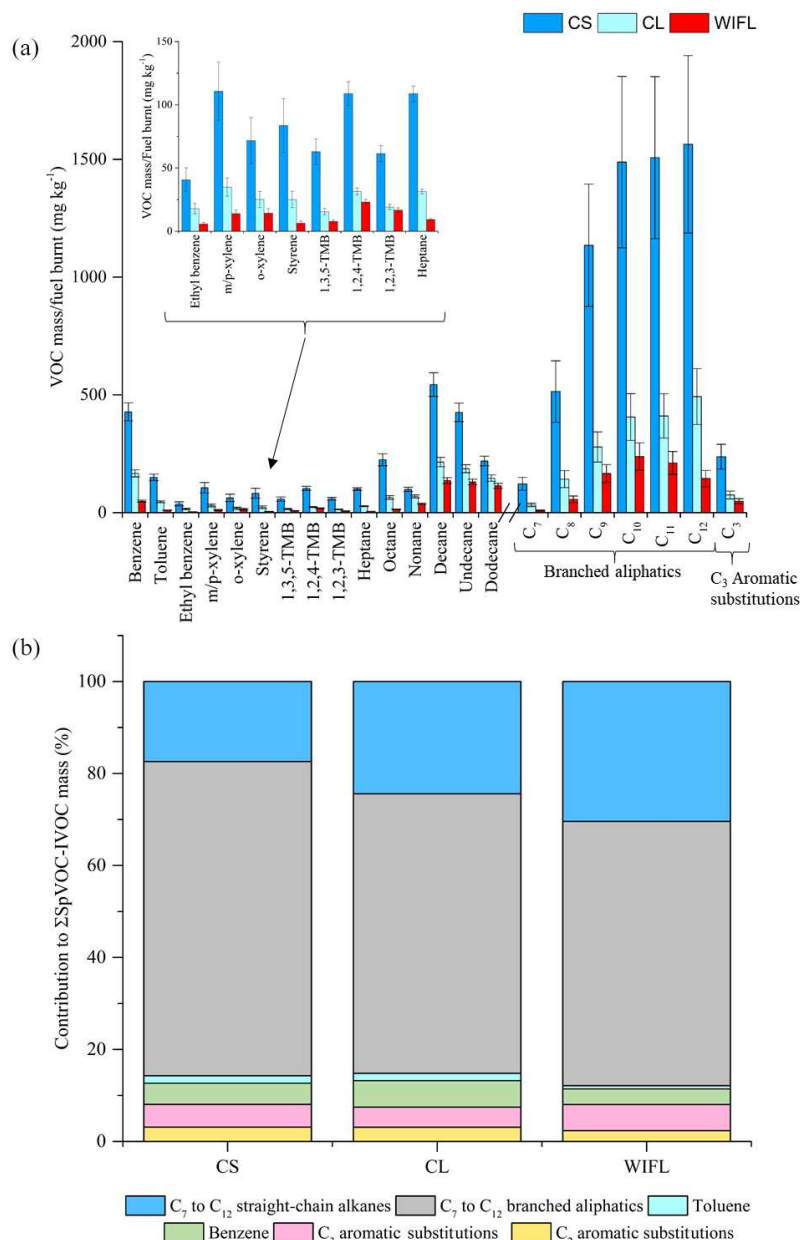 (a)
CS CL WIFL
VOC mass/Fuel burnt (mg kg⁻¹)
150
100
50
0
Ethyl benzene
m/p-xylene
o-xylene
Styrene
1,3,5-TMB
1,2,4-TMB
1,2,3-TMB
Heptane
VOC mass/fuel burnt (mg kg⁻¹)
2000
1500
1000
500
0
Benzene
Toluene
Ethyl benzene
m/p-xylene
o-xylene
Styrene
1,3,5-TMB
1,2,4-TMB
1,2,3-TMB
Heptane
Octane
Nonane
Decane
Undecane
Dodecane
C₇
C₈
C₉
C₁₀
C₁₁
C₁₂
C₃
Branched aliphatics
C₃ Aromatic
substitutions
(b)
Contribution to ΣSpVOC-IVOC mass (%)
100
80
60
40
20
0
CS CL WIFL
C₇ to C₁₂ straight-chain alkanes C₇ to C₁₂ branched aliphatics Toluene
Benzene C₃ aromatic substitutions C₂ aromatic substitutions